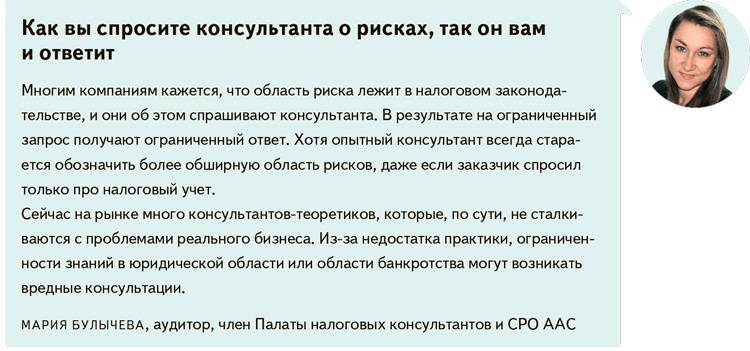 Как вы спросите консультанта о рисках, так он вам
и ответит
Многим компаниям кажется, что область риска лежит в налоговом законода-
тельстве, и они об этом спрашивают консультанта. В результате на ограниченный
запрос получают ограниченный ответ. Хотя опытный консультант всегда стара-
ется обозначить более обширную область рисков, даже если заказчик спросил
только про налоговый учет.
Сейчас на рынке много консультантов-теоретиков, которые, по сути, не сталки-
ваются с проблемами реального бизнеса. Из-за недостатка практики, ограничен-
ности знаний в юридической области или области банкротства могут возникать
вредные консультации.
МАРИЯ БУЛЫЧЕВА, аудитор, член Палаты налоговых консультантов и СРО ААС